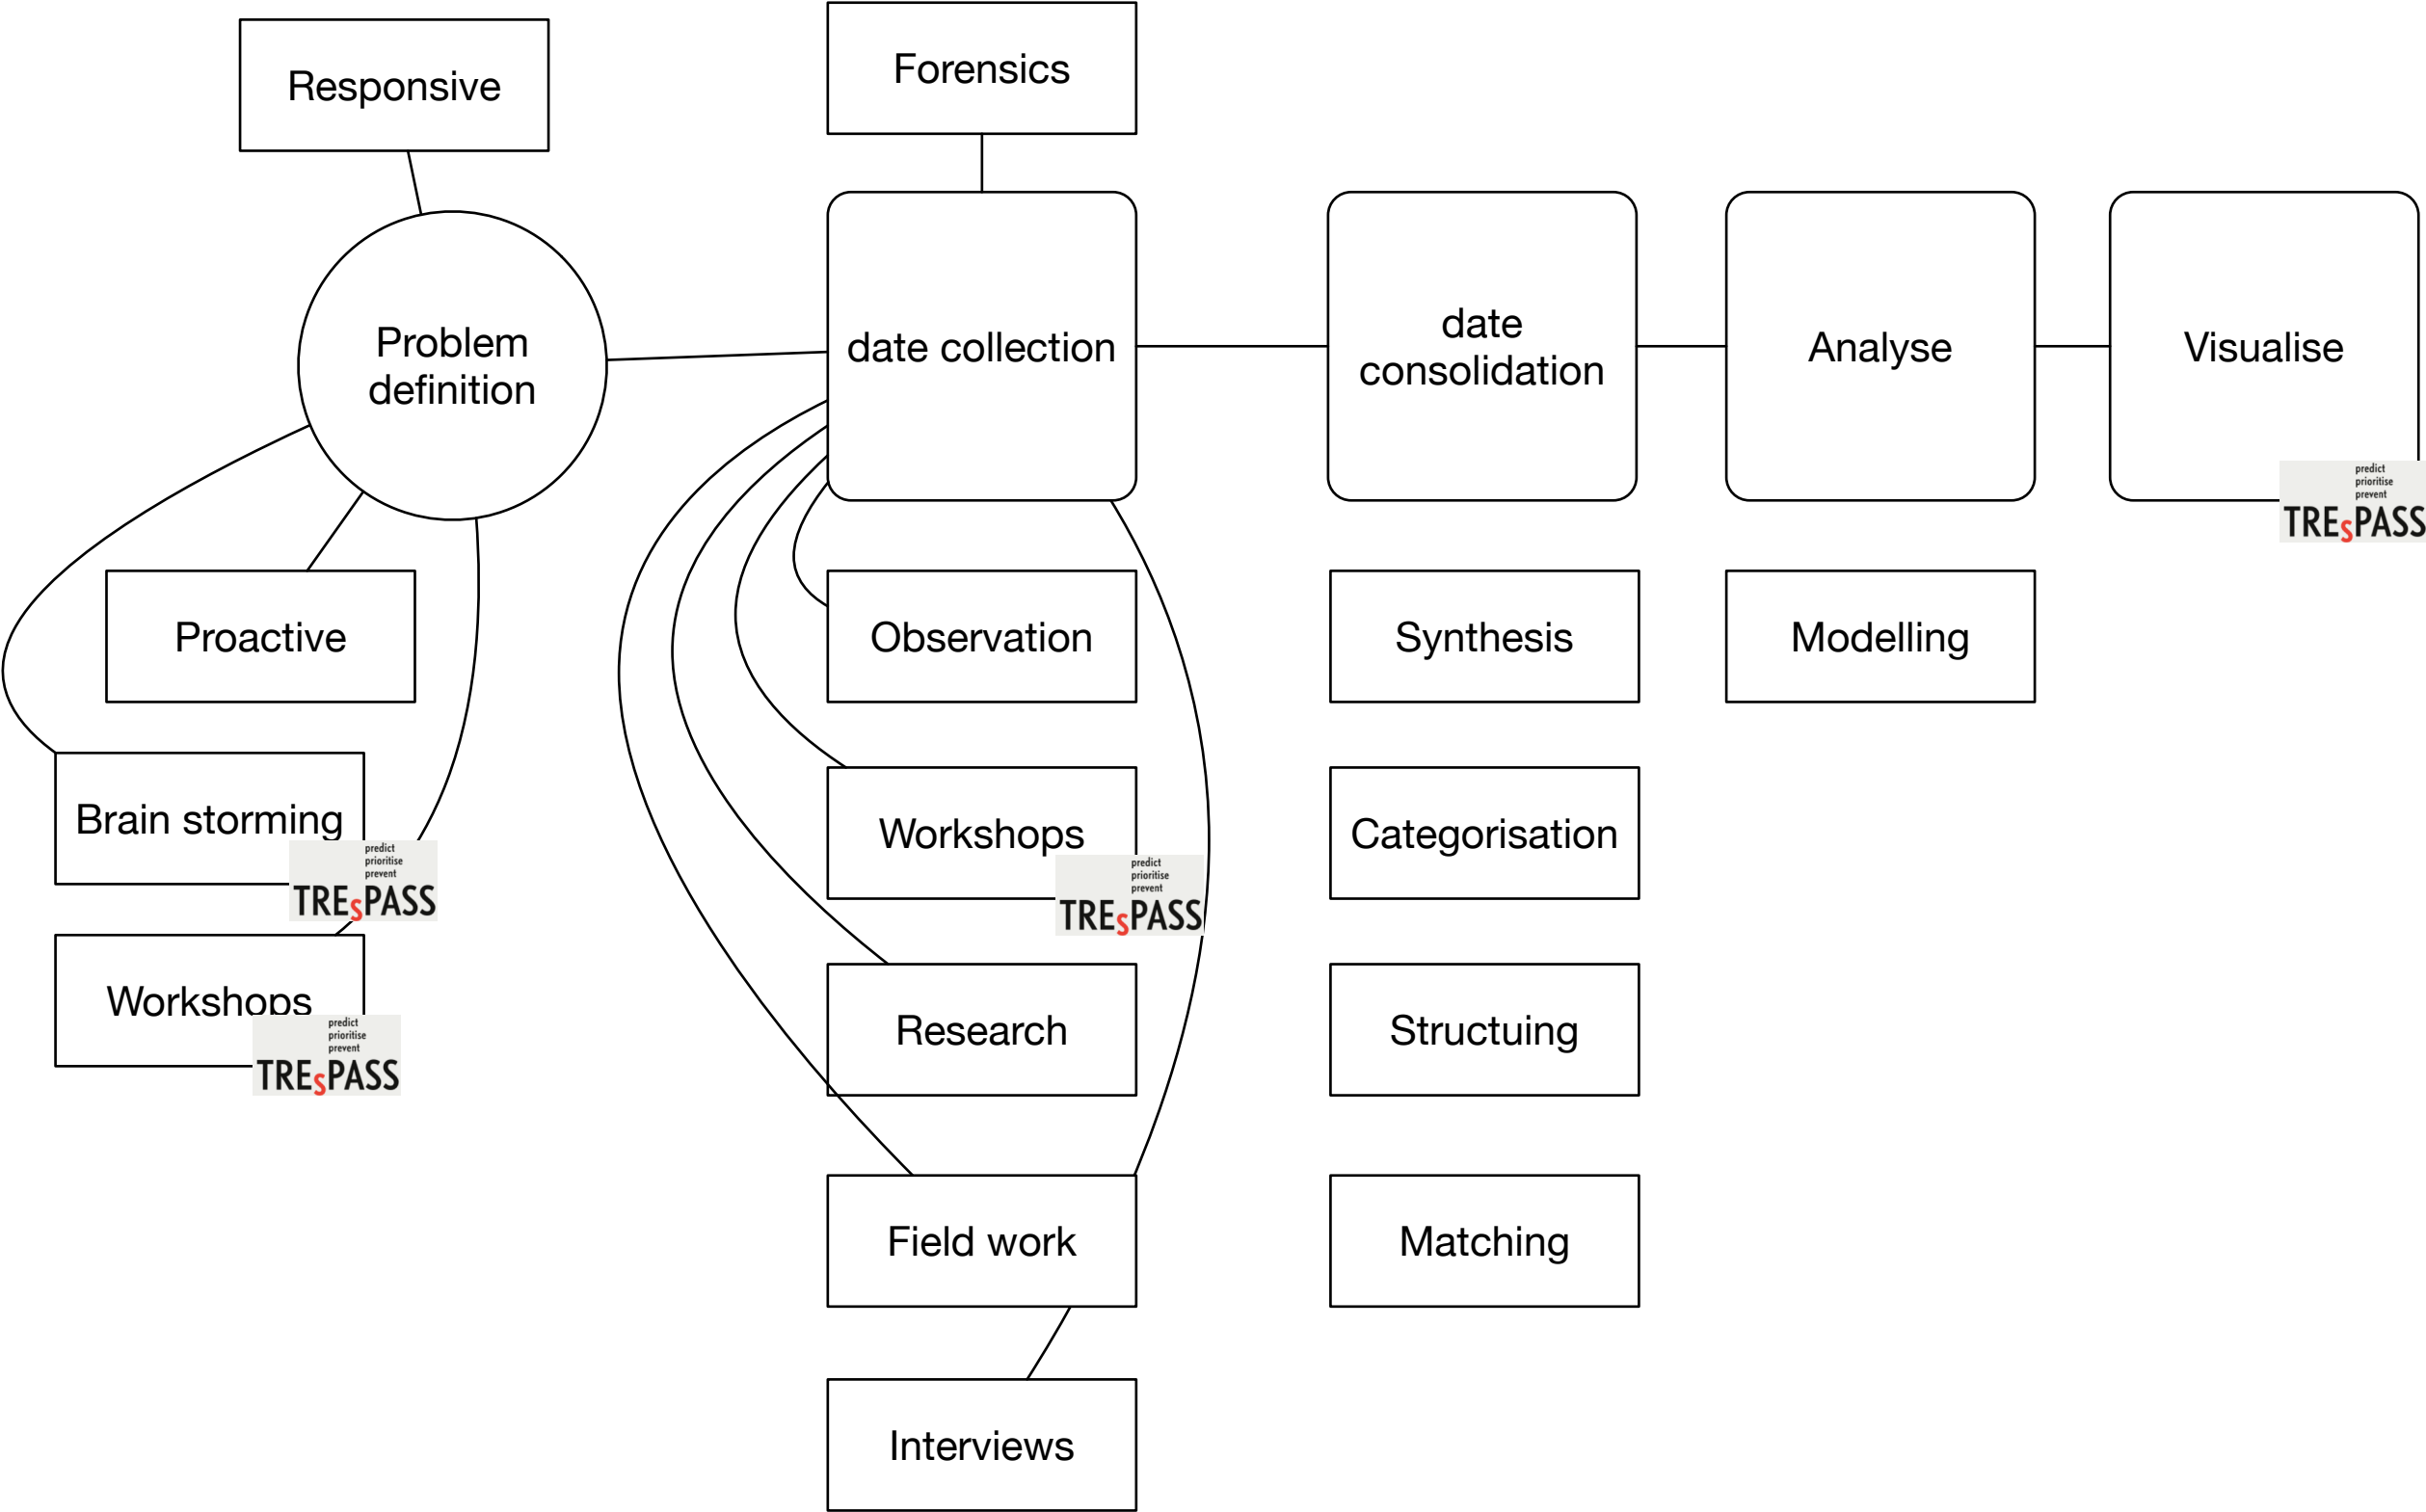 Responsive
Forensics
Problem
definition
date collection
date
consolidation
Analyse
Visualise
predict
prioritise
prevent
TREsPASS
Proactive
Observation
Synthesis
Modelling
Brain storming
predict
prioritise
prevent
TREsPASS
Workshops
predict
prioritise
prevent
TREsPASS
Categorisation
Workshops
predict
prioritise
prevent
TREsPASS
Research
Structuing
Field work
Matching
Interviews